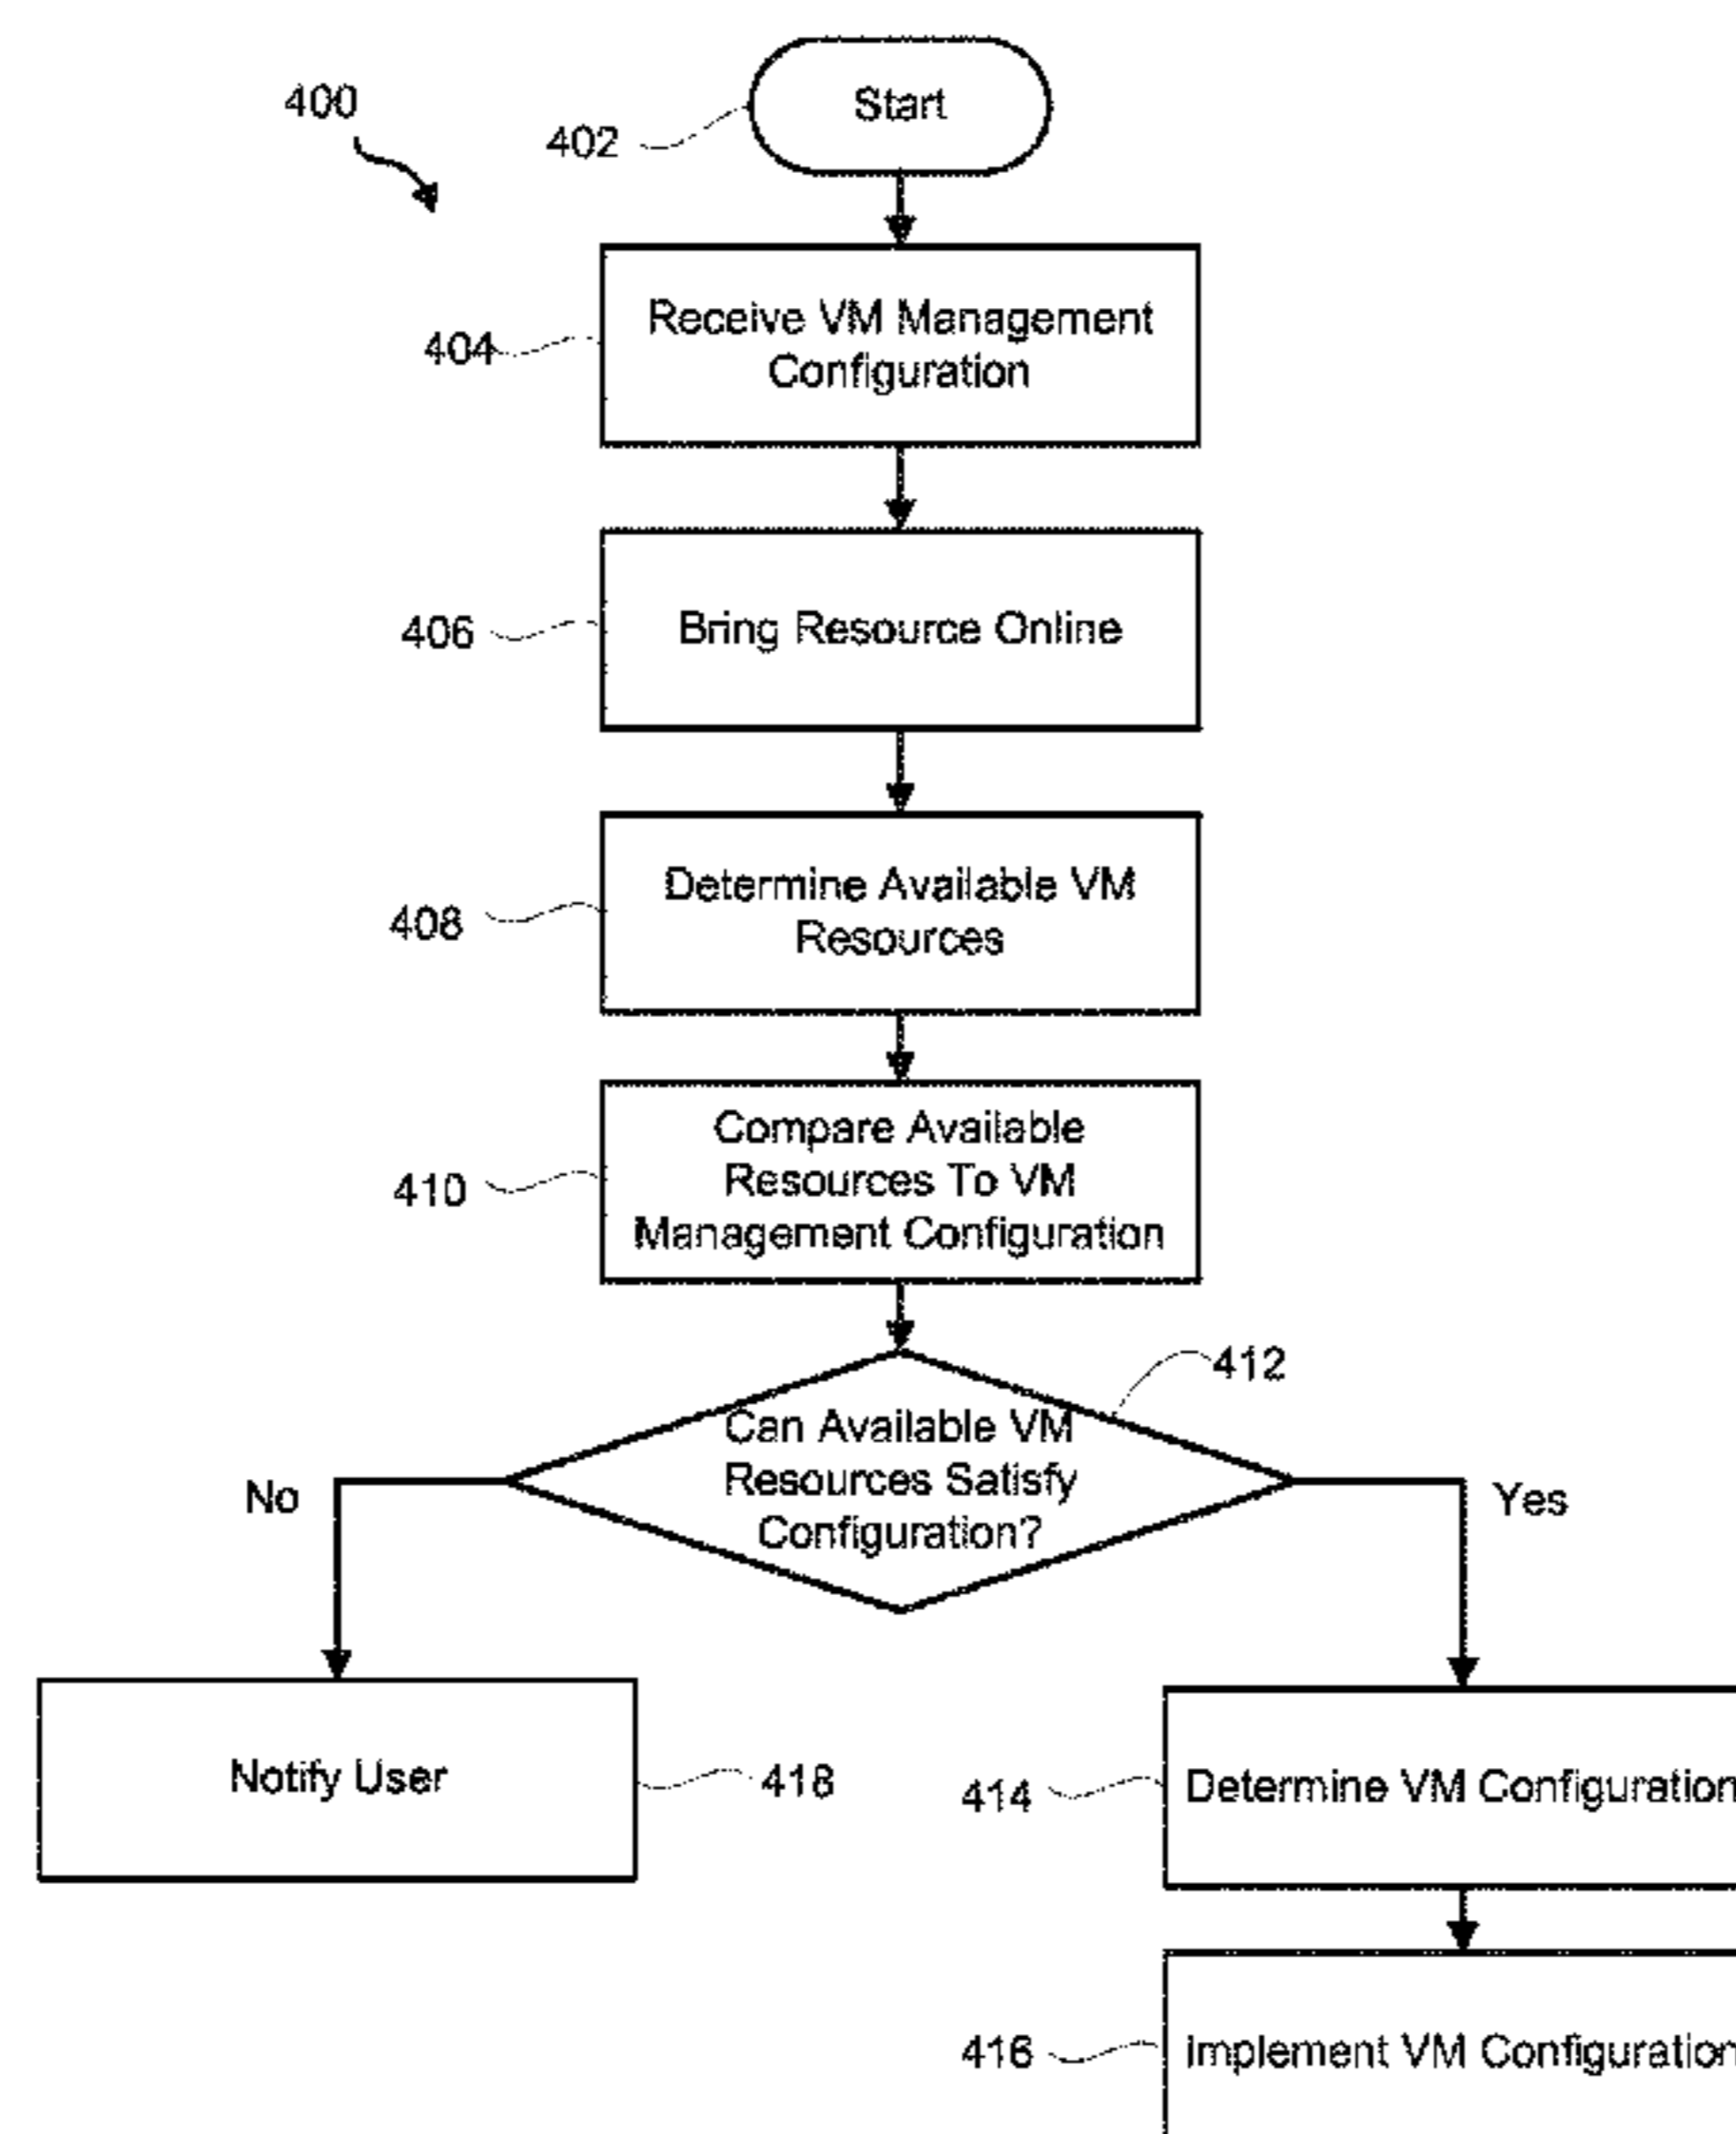 400
402
Start
404
Receive VM Management
Configuration
406
Bring Resource Online
408
Determine Available VM
Resources
410
Compare Available
Resources To VM
Management Configuration
412
Can Available VM
Resources Satisfy
Configuration?
No
Yes
Notify User
418
414
Determine VM Configuration
416
Implement VM Configuration